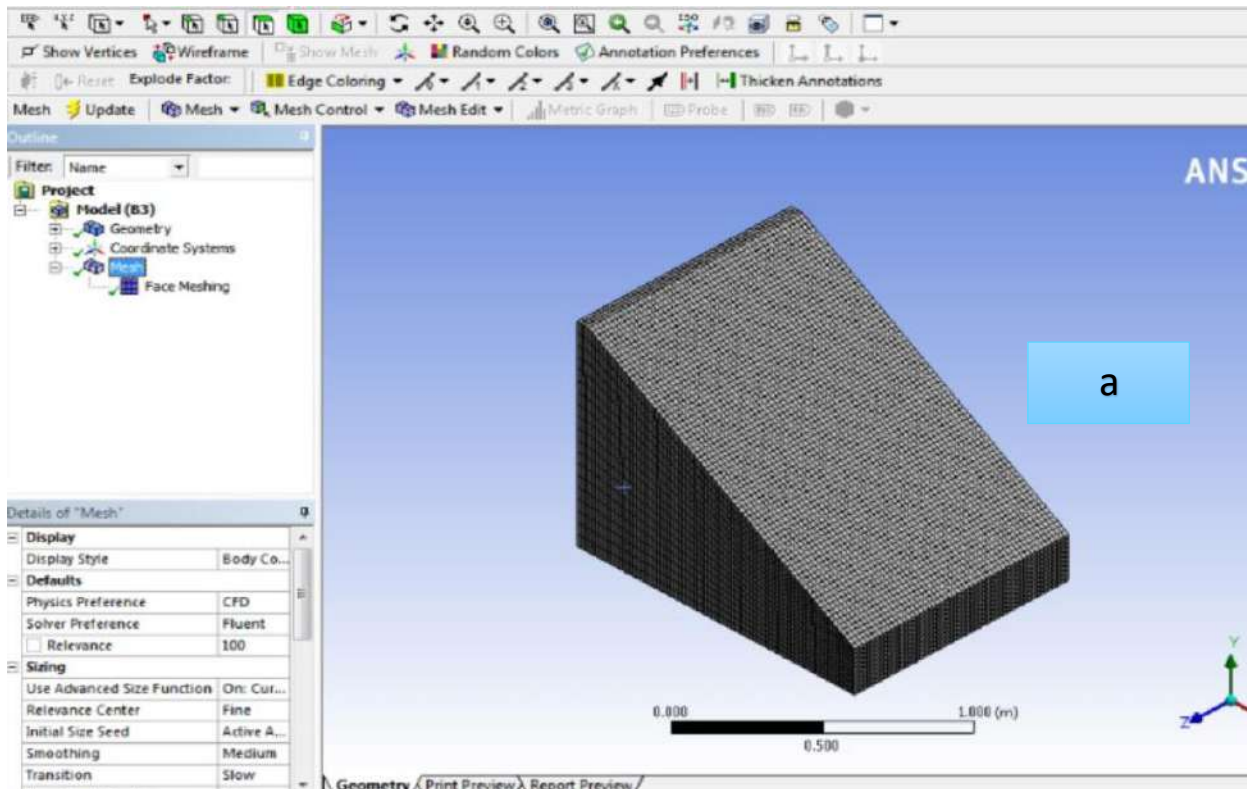 Show Vertices Wireframe Show Mesh Random Colors Annotation Preferences
Reset Explode Factor: Edge Coloring Thicken Annotations
Mesh Update Mesh Mesh Control Mesh Edit Metric Graph Probe
Outline
Filter: Name
Project
Model (B3)
Geometry
Coordinate Systems
Mesh
Face Meshing
ANS
a
Details of "Mesh"
Display
Display Style Body Co...
Defaults
Physics Preference CFD
Solver Preference Fluent
Relevance 100
Sizing
Use Advanced Size Function On: Cur...
Relevance Center Fine
Initial Size Seed Active A...
Smoothing Medium
Transition Slow
0.000 1.000 (m)
0.500
Y
Z
Geometry Print Preview Report Preview